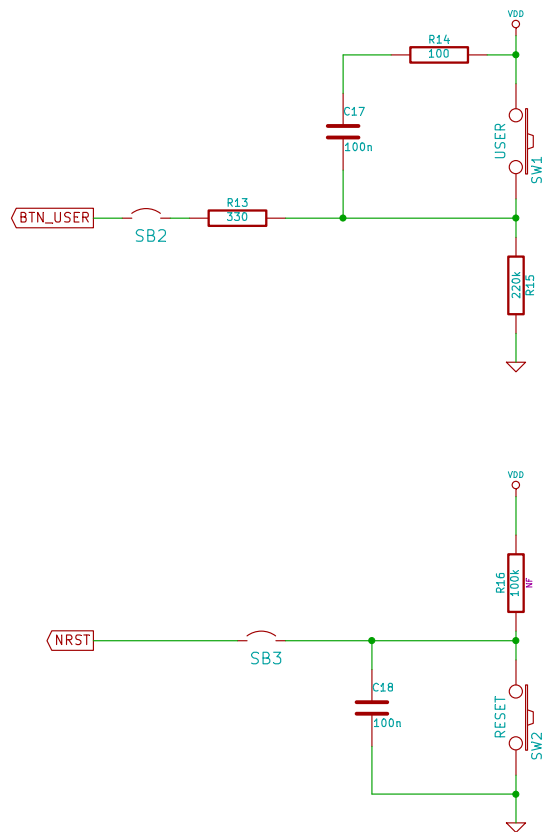 VDD
R14
100
C17
100n
USER
SW1
BTN_USER
SB2
R13
330
220k
R15
VDD
R16
100k
NF
NRST
SB3
C18
100n
RESET
SW2